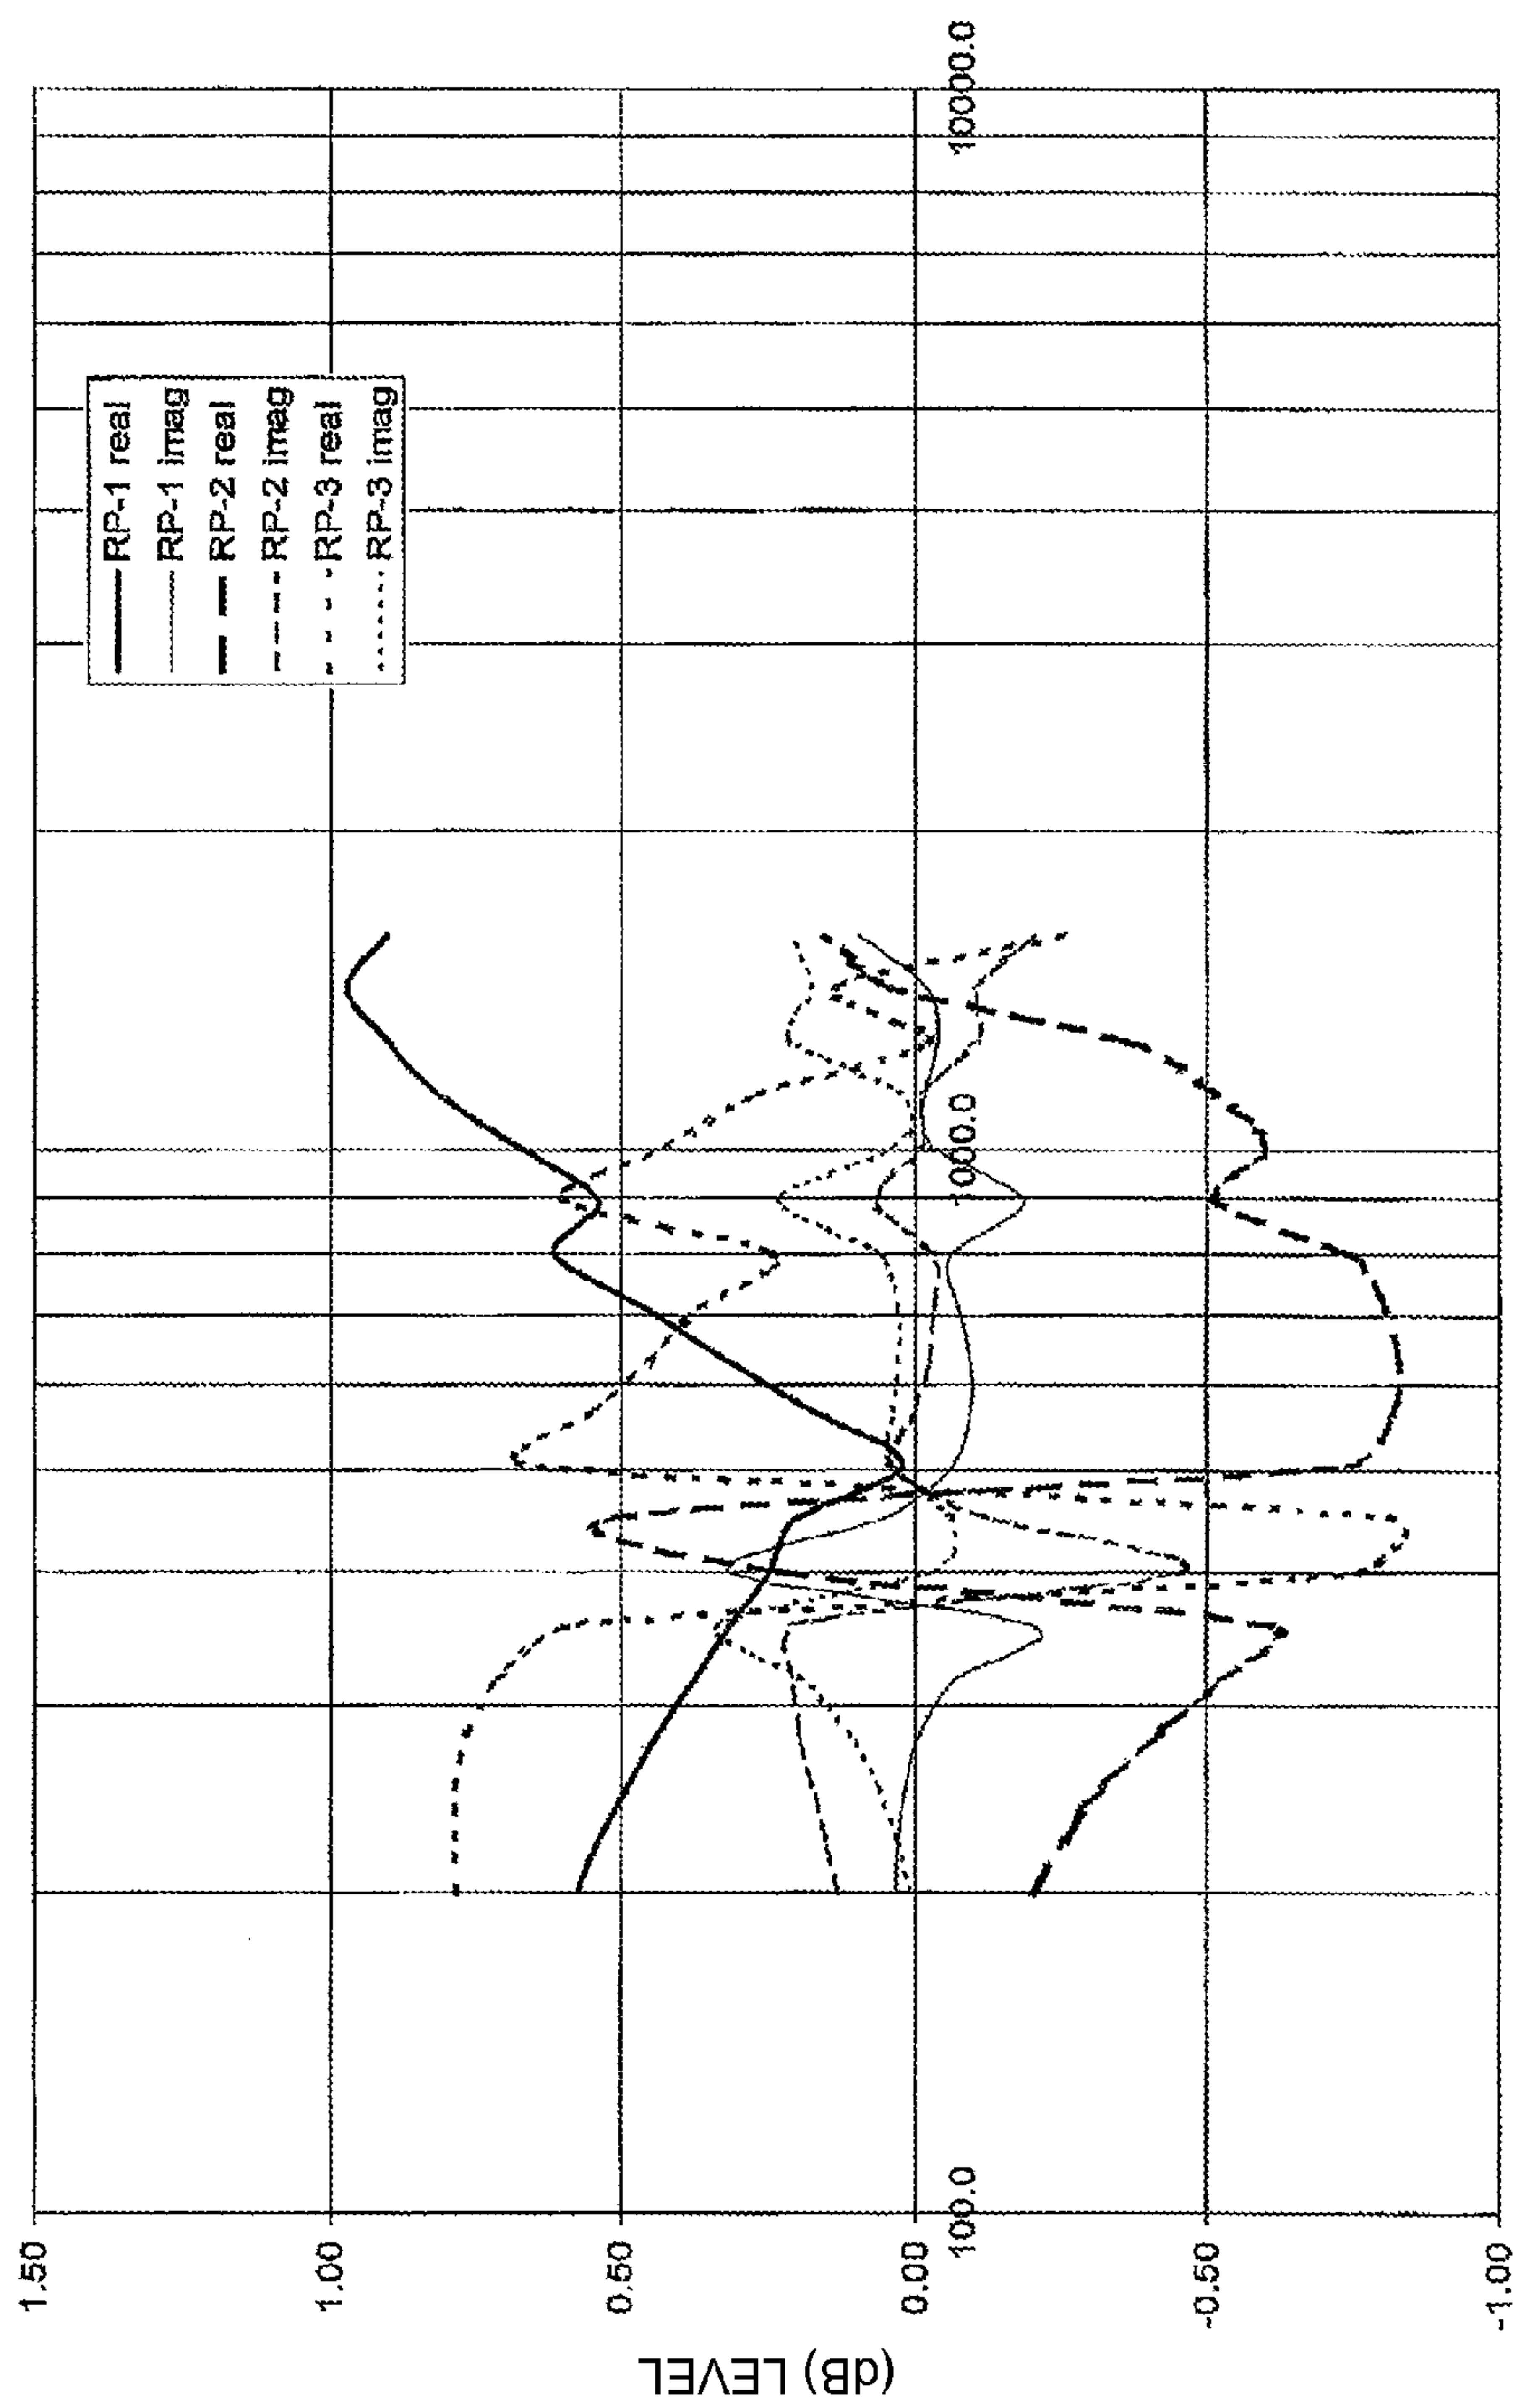 1.50
1.00
0.50
0.00
-0.50
-1.00
(dB) LEVEL
100.0
1000.0
10000.0
RP-1 real
RP-1 imag
RP-2 real
RP-2 imag
RP-3 real
RP-3 imag